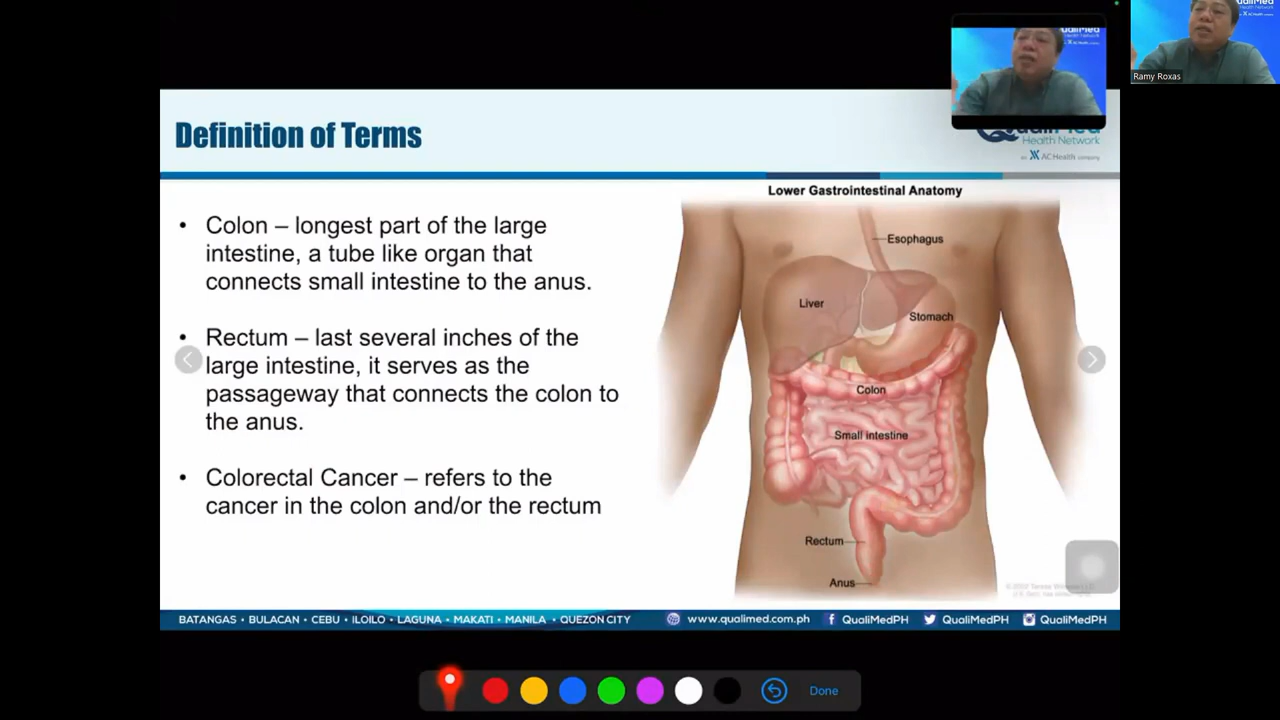 Ramy Roxas
Definition of Terms
Health Network
AC Health company
Lower Gastrointestinal Anatomy
• Colon – longest part of the large
intestine, a tube like organ that
connects small intestine to the anus.
• Rectum – last several inches of the
large intestine, it serves as the
passageway that connects the colon to
the anus.
• Colorectal Cancer – refers to the
cancer in the colon and/or the rectum
Esophagus
Liver
Stomach
Colon
Small intestine
Rectum
Anus
BATANGAS • BULACAN • CEBU • ILOILO • LAGUNA • MAKATI • MANILA • QUEZON CITY
www.qualimed.com.ph
QualiMedPH
QualiMedPH
QualiMedPH
Done